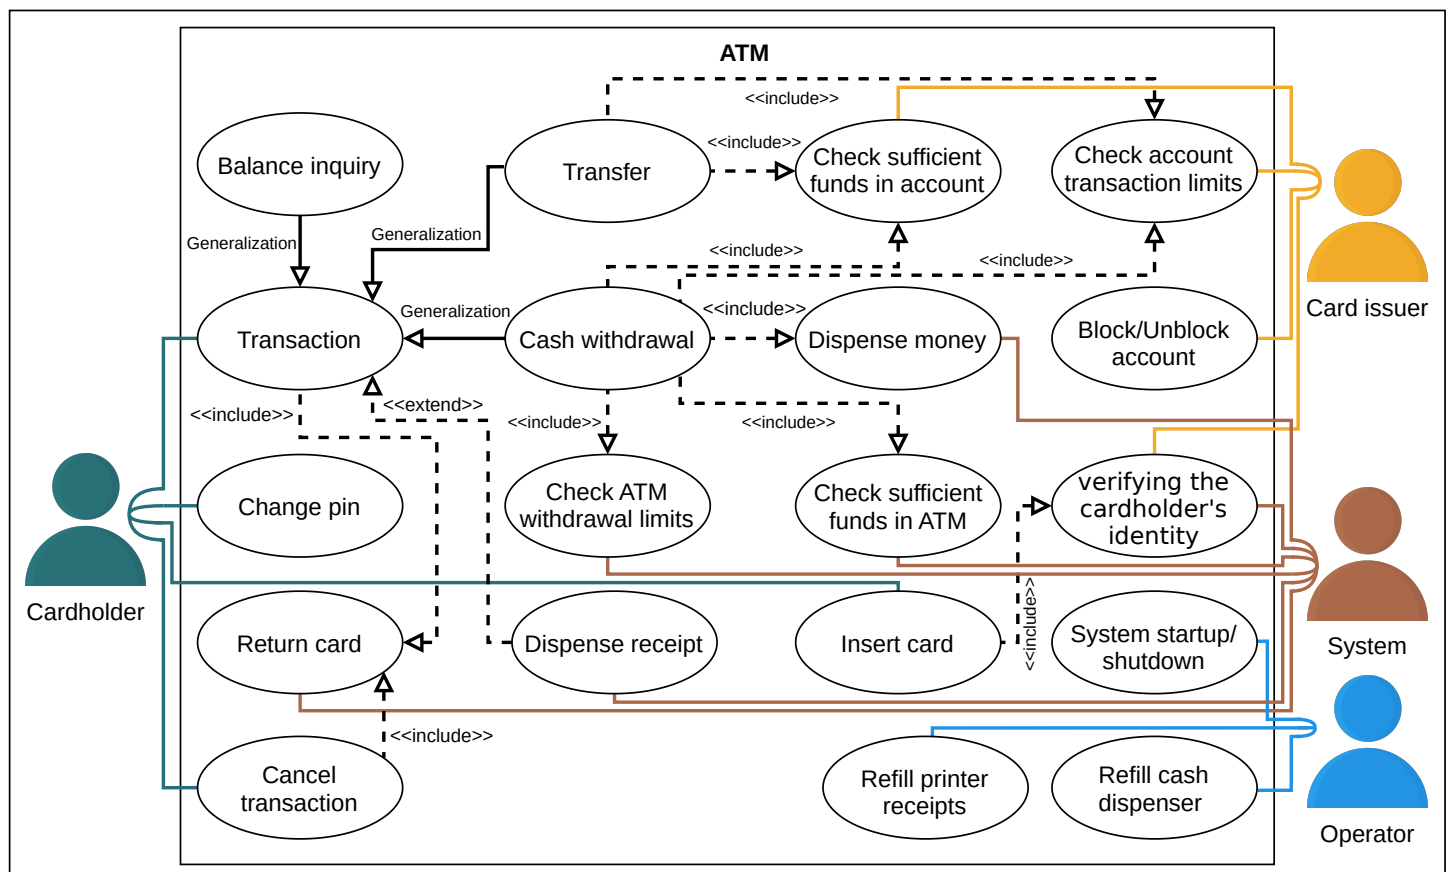 ATM
<<include>>
Balance inquiry
Transfer
<<include>>
Check sufficient
funds in account
Check account
transaction limits
Card issuer
Generalization
Generalization
<<include>>
<<include>>
Transaction
Generalization
Cash withdrawal
<<include>>
Dispense money
Block/Unblock
account
<<include>>
<<extend>>
<<include>>
<<include>>
Cardholder
Change pin
Check ATM
withdrawal limits
Check sufficient
funds in ATM
verifying the
cardholder's
identity
System
Return card
Dispense receipt
Insert card
<<include>>
System startup/
shutdown
<<include>>
Cancel
transaction
Refill printer
receipts
Refill cash
dispenser
Operator